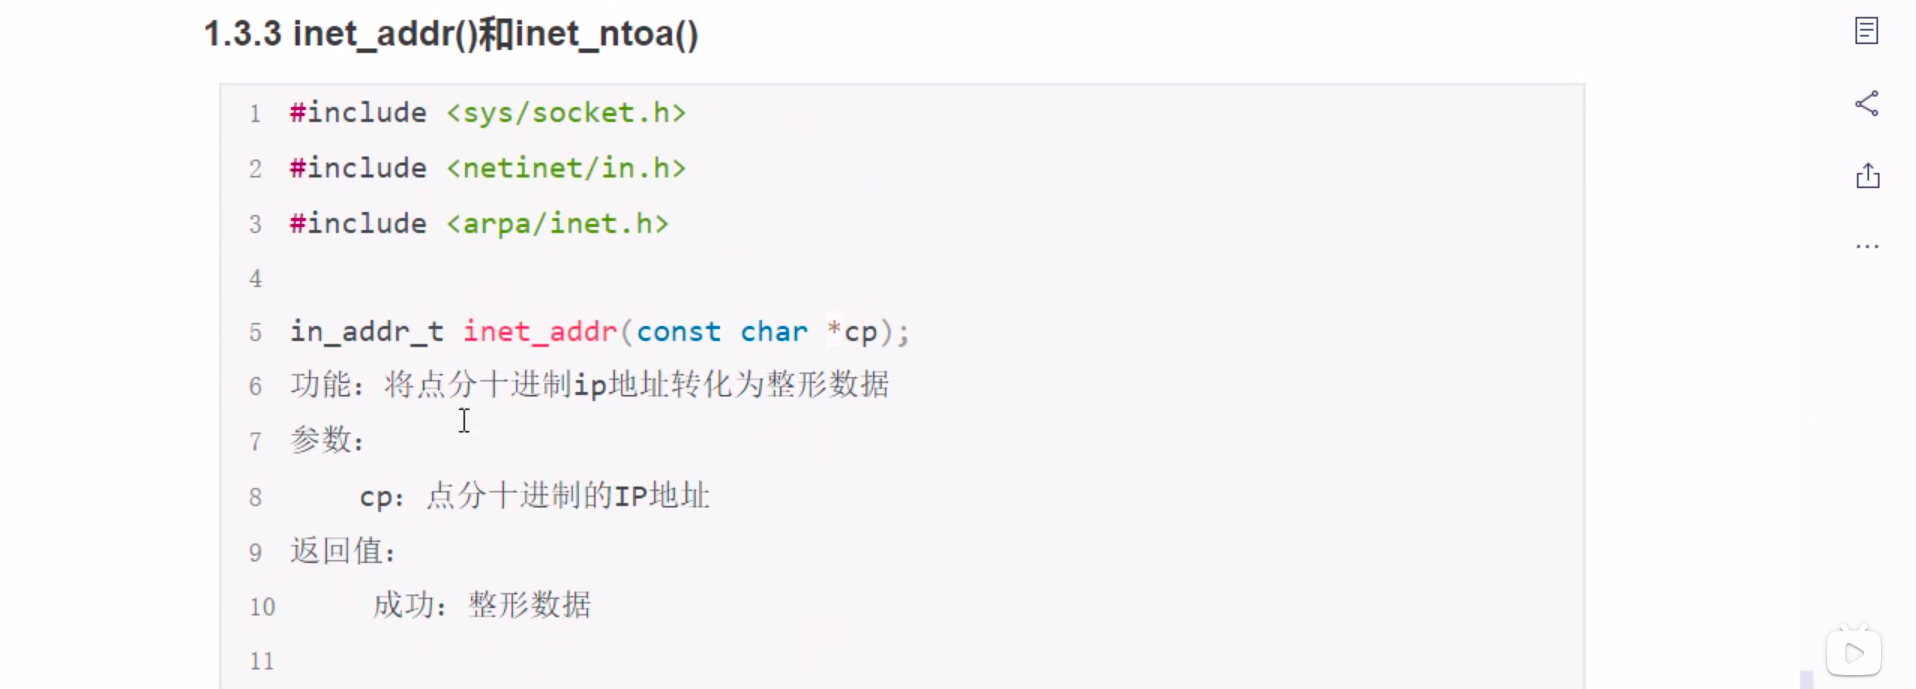 1.3.3 inet_addr()和inet_ntoa()
1 #include <sys/socket.h>
2 #include <netinet/in.h>
3 #include <arpa/inet.h>
4
5 in_addr_t inet_addr(const char *cp);
6 功能：将点分十进制ip地址转化为整形数据
7 参数：
8 cp：点分十进制的IP地址
9 返回值：
10 成功：整形数据
11